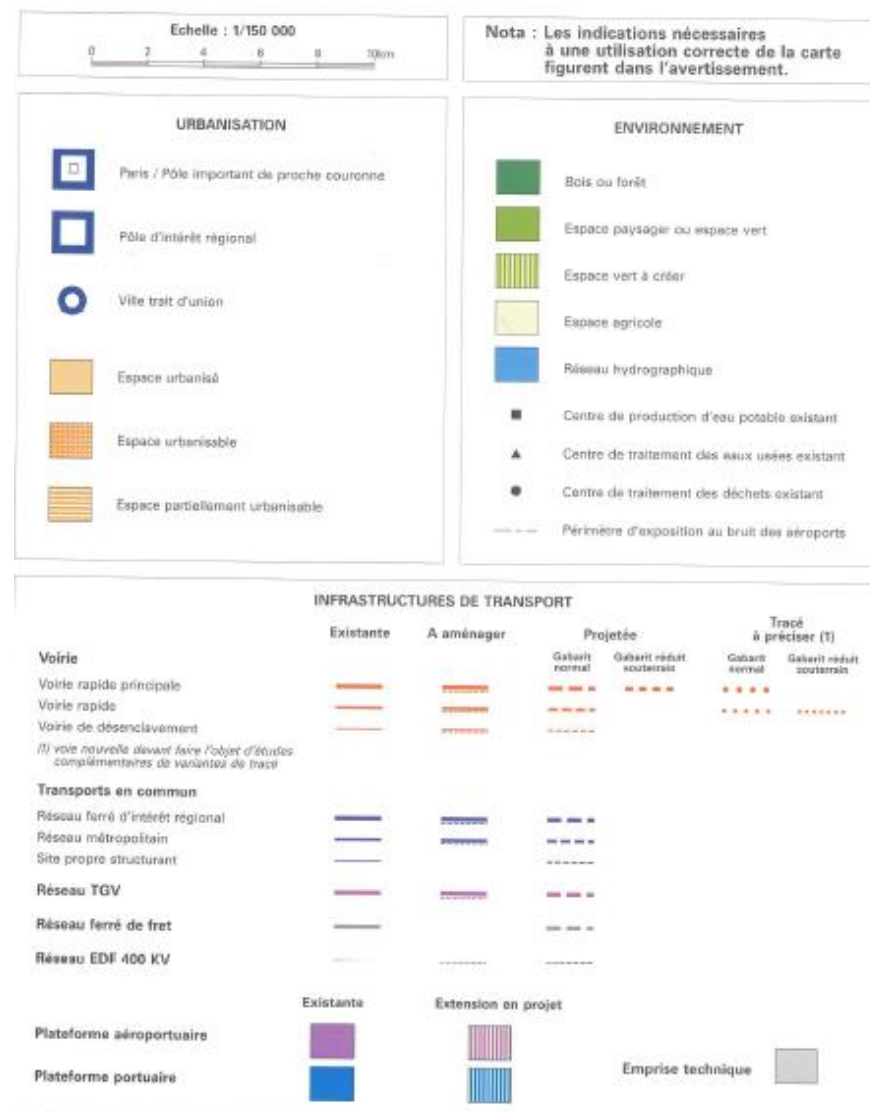 Echelle : 1/150 000
0 2 4 6 8 10km
Nota : Les indications nécessaires
à une utilisation correcte de la carte
figurent dans l'avertissement.
URBANISATION
Paris / Pôle important de proche couronne
Pôle d'intérêt régional
Ville trait d'union
Espace urbanisé
Espace urbanisable
Espace partiellement urbanisable
ENVIRONNEMENT
Bois ou forêt
Espace paysager ou espace vert
Espace vert à créer
Espace agricole
Réseau hydrographique
Centre de production d'eau potable existant
Centre de traitement des eaux usées existant
Centre de traitement des déchets existant
Périmètre d'exposition au bruit des aéroports
INFRASTRUCTURES DE TRANSPORT
Existante A aménager Projetée Tracé
à préciser (1)
Voirie Gabarit normal Gabarit réduit souterrain Gabarit normal Gabarit réduit souterrain
Voirie rapide principale
Voirie rapide
Voirie de désenclavement
(1) voie nouvelle devant faire l'objet d'études
complémentaires de variantes de tracé
Transports en commun
Réseau ferré d'intérêt régional
Réseau métropolitain
Site propre structurant
Réseau TGV
Réseau ferré de fret
Réseau EDF 400 KV
Existante Extension en projet
Plateforme aéroportuaire
Plateforme portuaire
Emprise technique